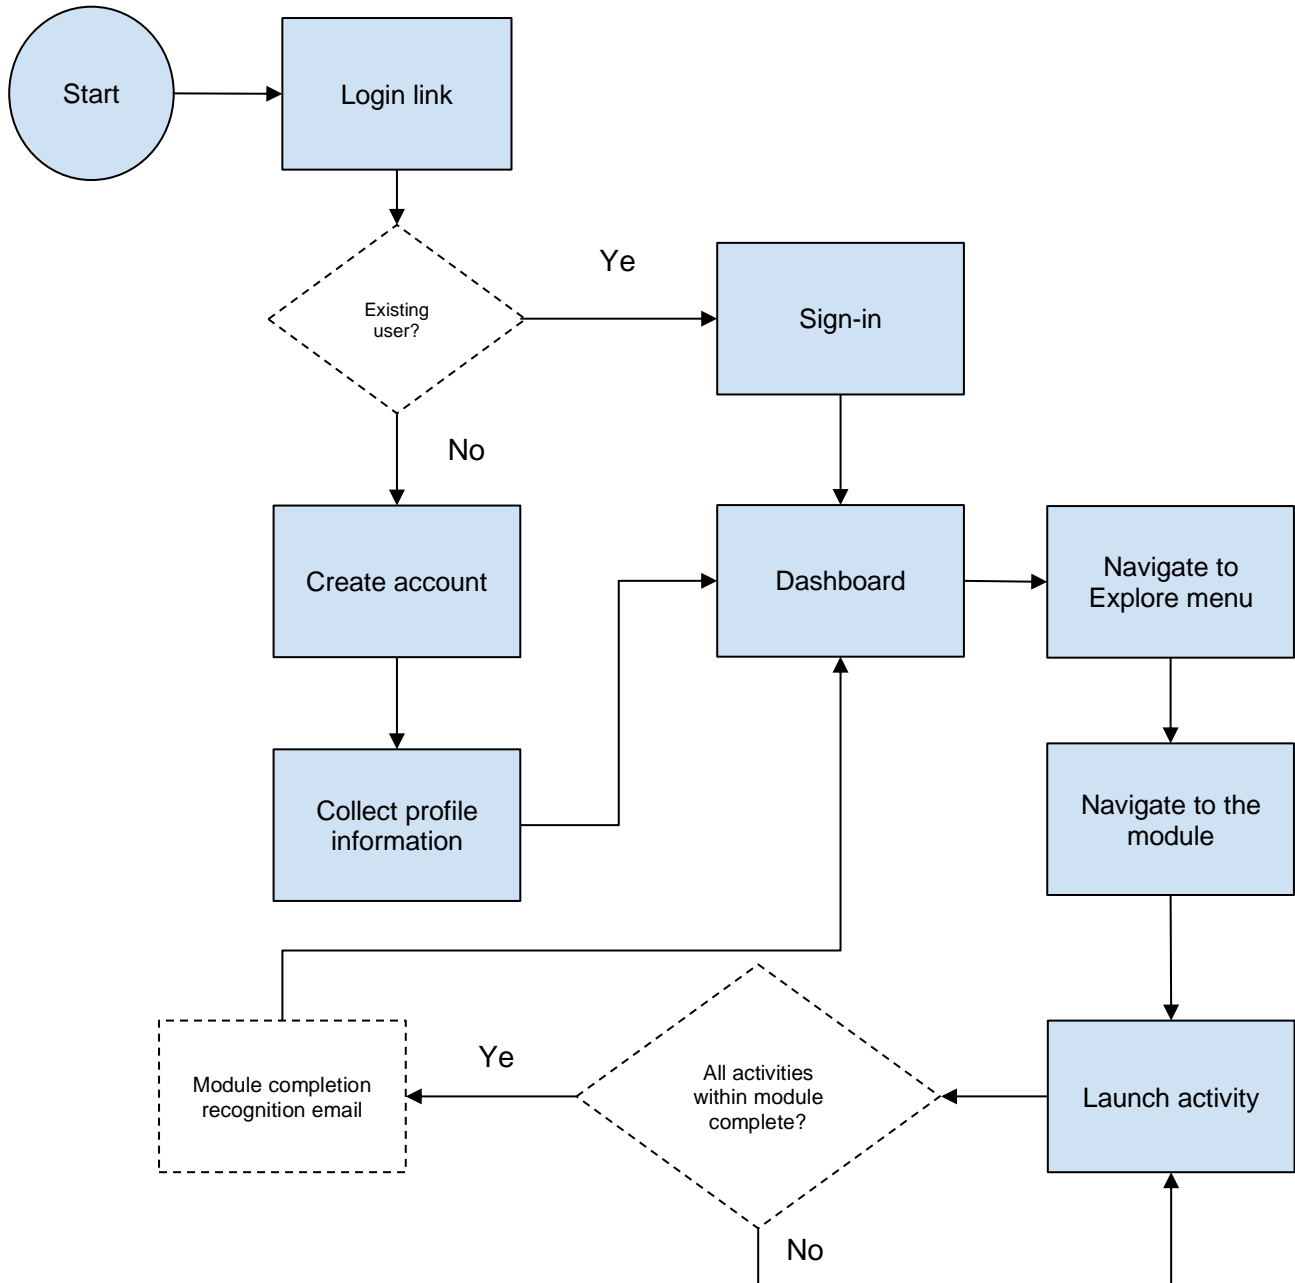 Start
Login link
Existing
user?
Ye
Sign-in
No
Create account
Dashboard
Navigate to
Explore menu
Collect profile
information
Navigate to the
module
Module completion
recognition email
Ye
All activities
within module
complete?
Launch activity
No